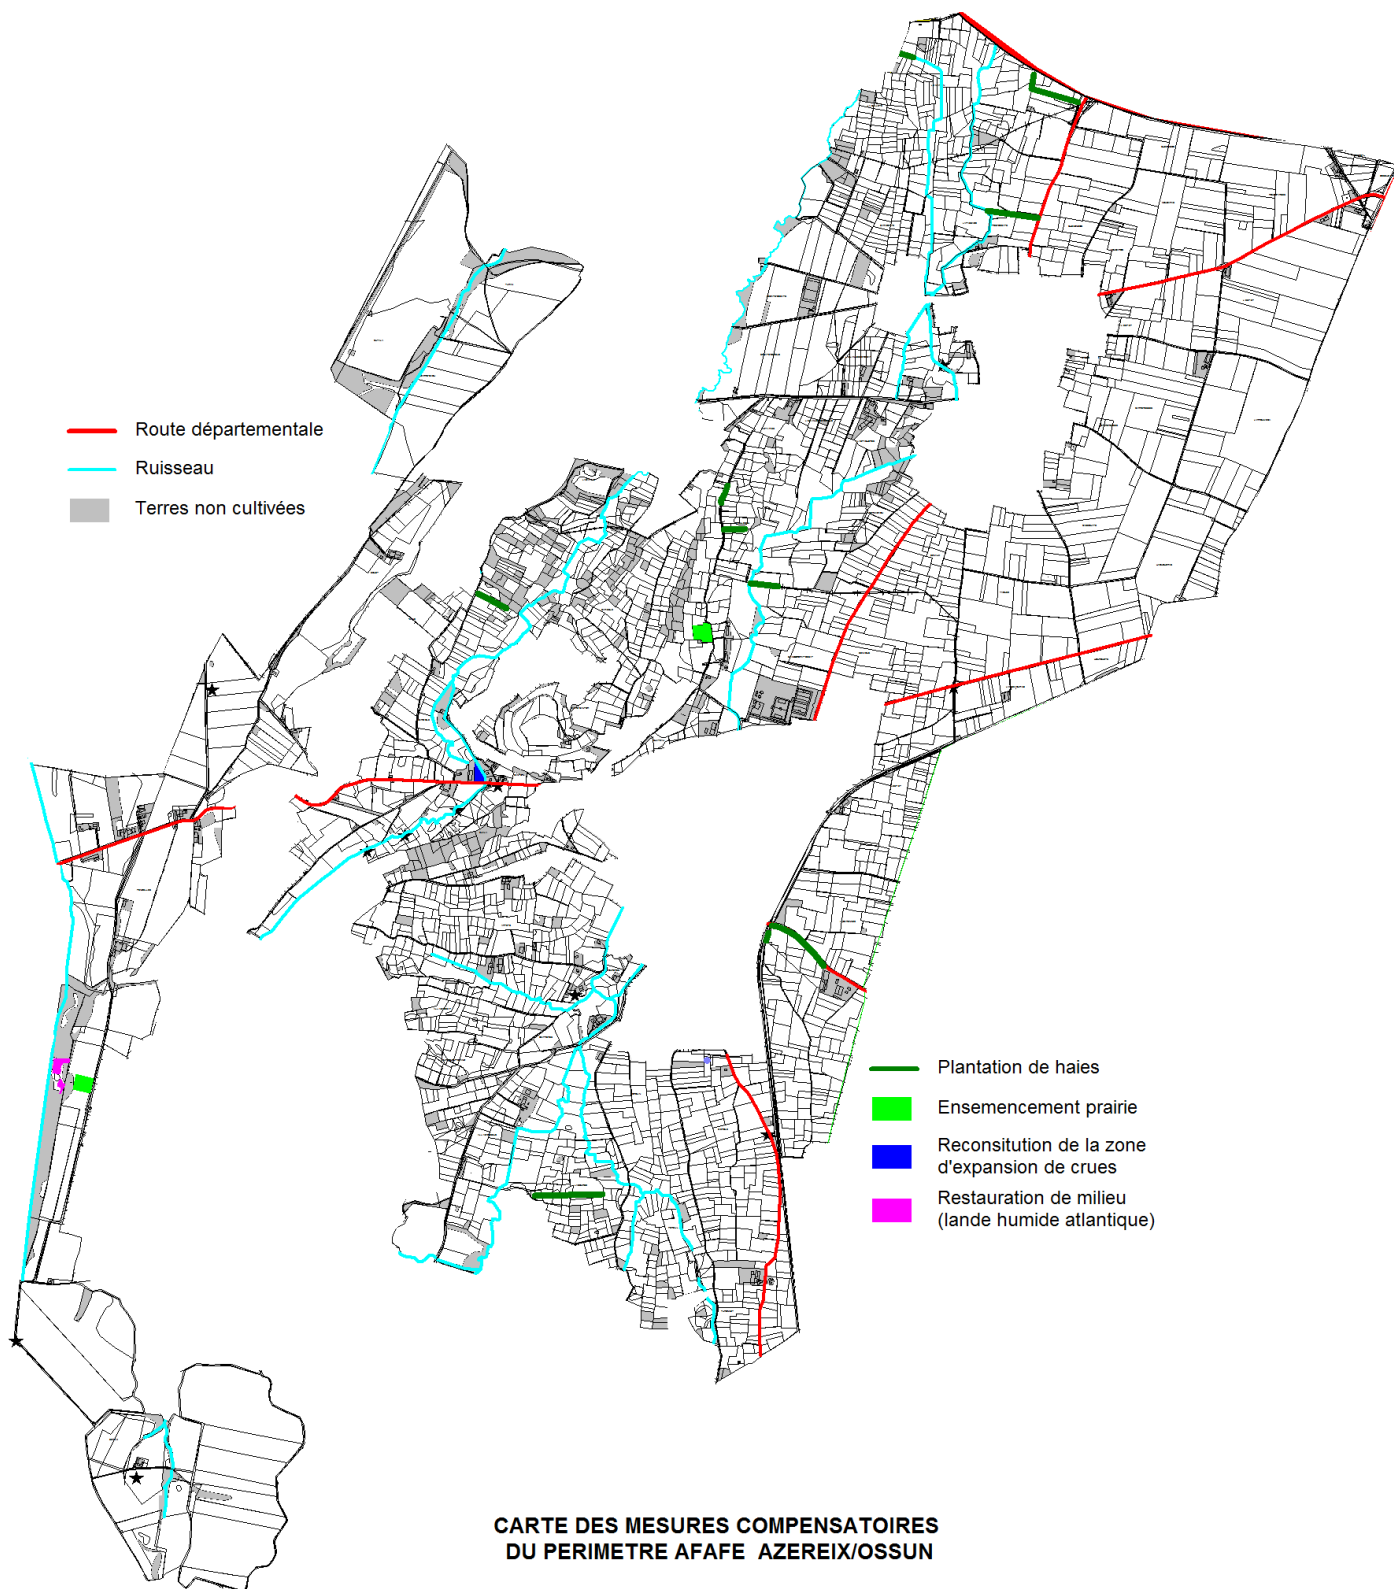 Route départementale
Ruisseau
Terres non cultivées
Plantation de haies
Ensemencement prairie
Reconsitution de la zone
d'expansion de crues
Restauration de milieu
(lande humide atlantique)
CARTE DES MESURES COMPENSATOIRES
DU PERIMETRE AFAFE AZEREIX/OSSUN